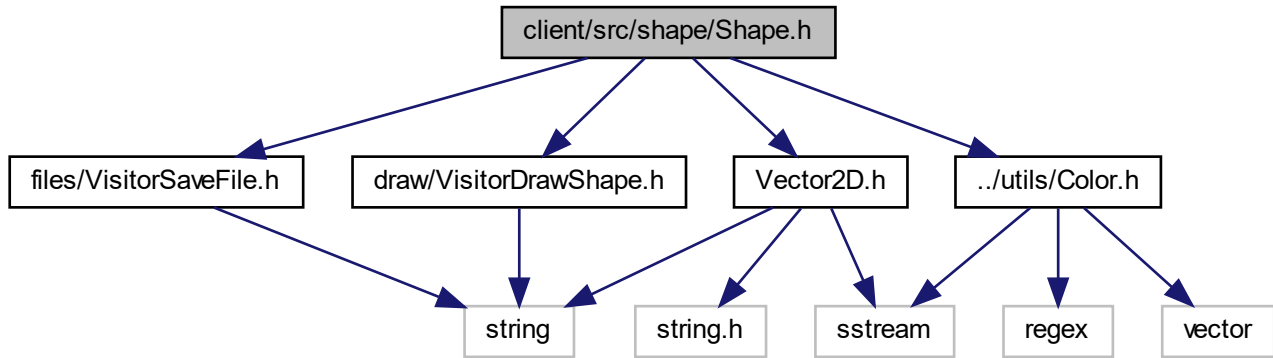 client/src/shape/Shape.h
files/VisitorSaveFile.h
draw/VisitorDrawShape.h
Vector2D.h
../utils/Color.h
string
string.h
sstream
regex
vector